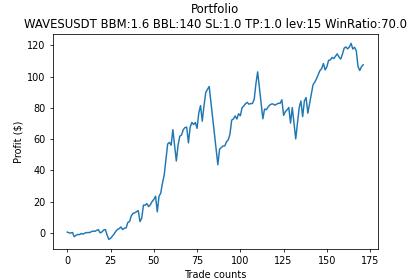 Portfolio
WAVESUSDT BBM:1.6 BBL:140 SL:1.0 TP:1.0 lev:15 WinRatio:70.0
120
100
80
60
40
20
0
Profit ($)
0 25 50 75 100 125 150 175
Trade counts